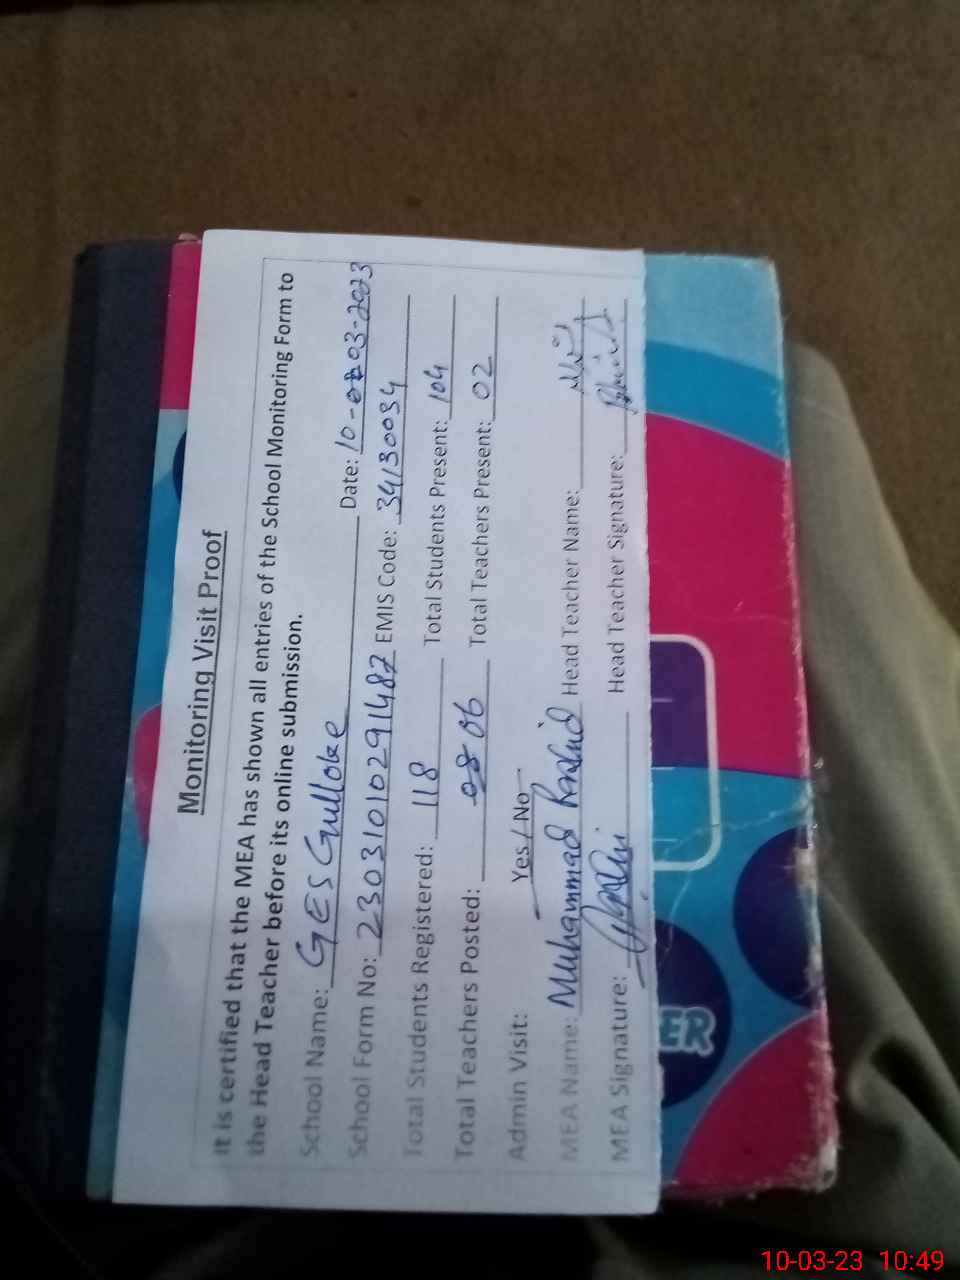 Monitoring Visit Proof
It is certified that the MEA has shown all entries of the School Monitoring Form to
the Head Teacher before its online submission.
School Name: GES Gulloke Date: 10-03-2023
School Form No: 23031010291487 EMIS Code: 34130034
Total Students Registered: 118 Total Students Present: 104
Total Teachers Posted: 06 Total Teachers Present: 02
Admin Visit: Yes / No
MEA Name: Muhammad Rashid Head Teacher Name:
MEA Signature: Head Teacher Signature:
ER
10-03-23 10:49